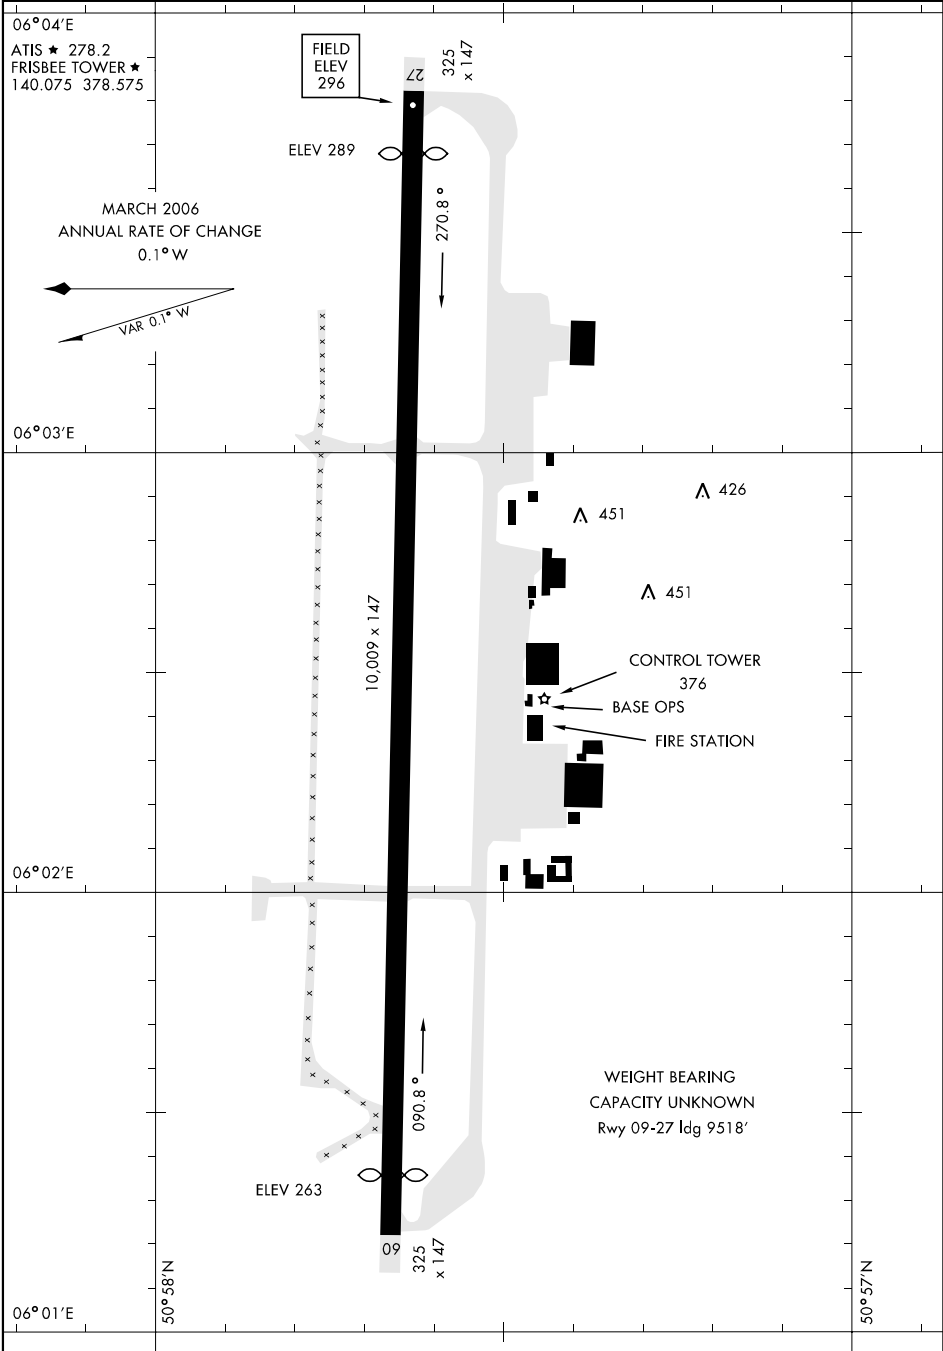 06°04'E
ATIS ★ 278.2
FRISBEE TOWER ★
140.075 378.575
FIELD
ELEV
296
27
325
x 147
ELEV 289
270.8°
MARCH 2006
ANNUAL RATE OF CHANGE
0.1° W
VAR 0.1° W
06°03'E
426
451
451
10,009 x 147
CONTROL TOWER
376
BASE OPS
FIRE STATION
06°02'E
090.8°
WEIGHT BEARING
CAPACITY UNKNOWN
Rwy 09-27 ldg 9518'
ELEV 263
09
325
x 147
50°58'N
50°57'N
06°01'E